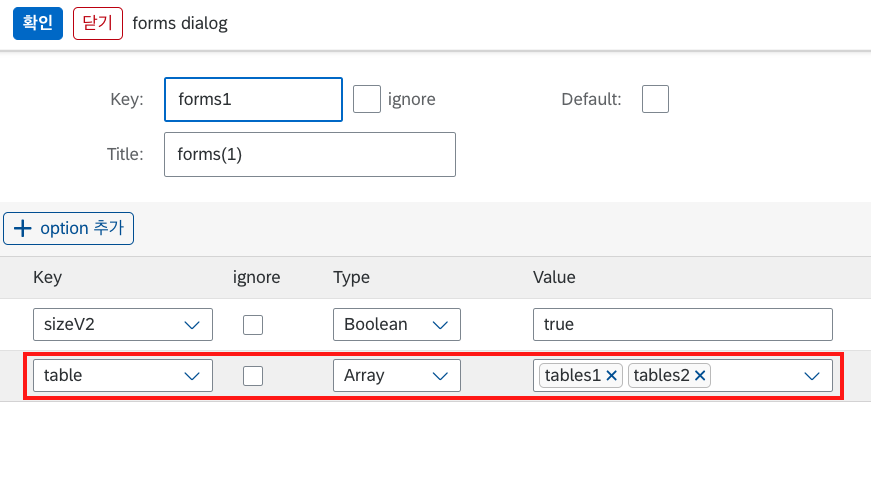 확인 닫기 forms dialog
Key: forms1 ignore Default:
Title: forms(1)
+ option 추가
Key ignore Type Value
sizeV2 Boolean true
table Array tables1 tables2